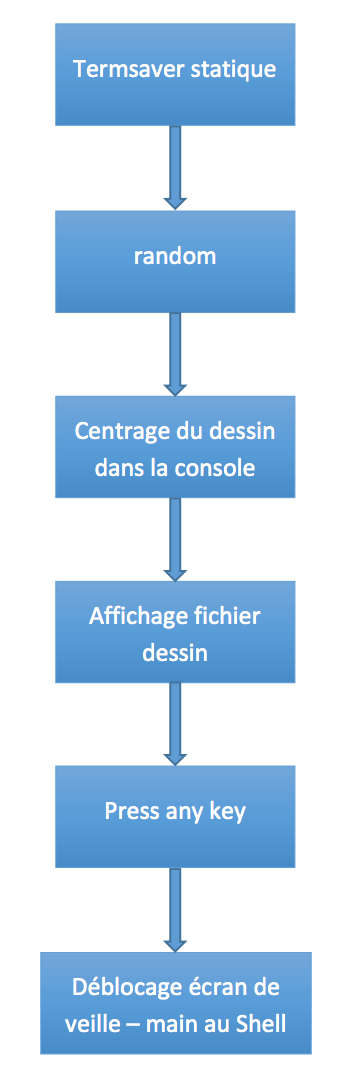 Termsaver statique
random
Centrage du dessin
dans la console
Affichage fichier
dessin
Press any key
Déblocage écran de
veille – main au Shell